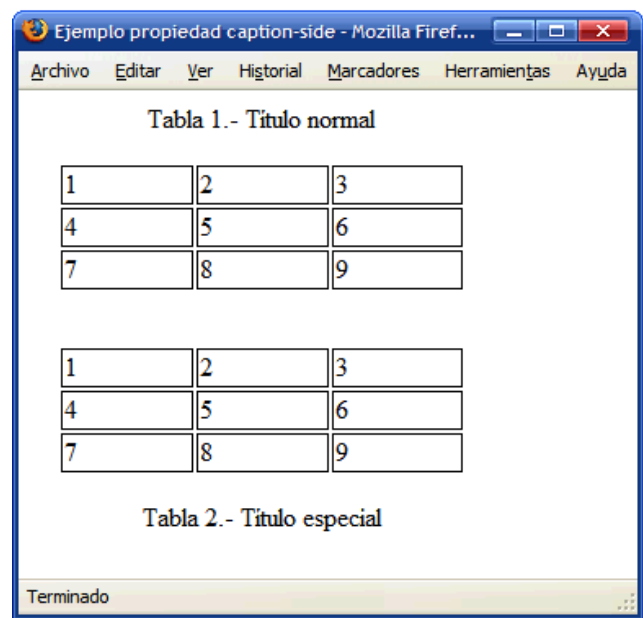 Ejemplo propiedad caption-side - Mozilla Firef...
Archivo Editar Ver Historial Marcadores Herramientas Ayuda
Tabla 1.- Título normal
1 2 3
4 5 6
7 8 9
1 2 3
4 5 6
7 8 9
Tabla 2.- Título especial
Terminado